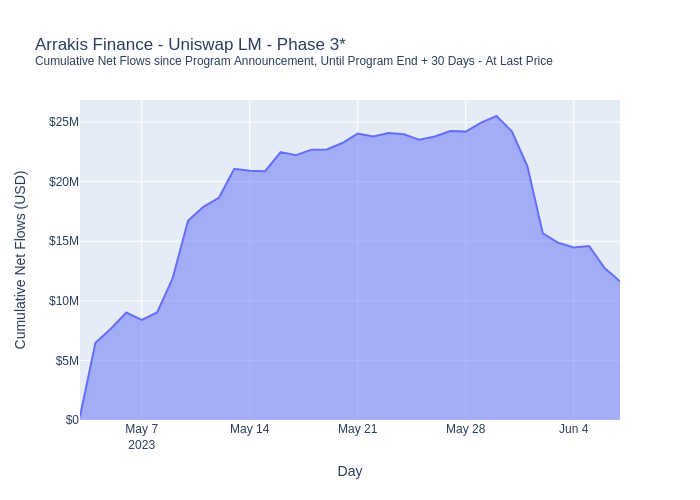 Arrakis Finance - Uniswap LM - Phase 3*
Cumulative Net Flows since Program Announcement, Until Program End + 30 Days - At Last Price
Cumulative Net Flows (USD)
$25M
$20M
$15M
$10M
$5M
$0
May 7
2023
May 14
May 21
May 28
Jun 4
Day